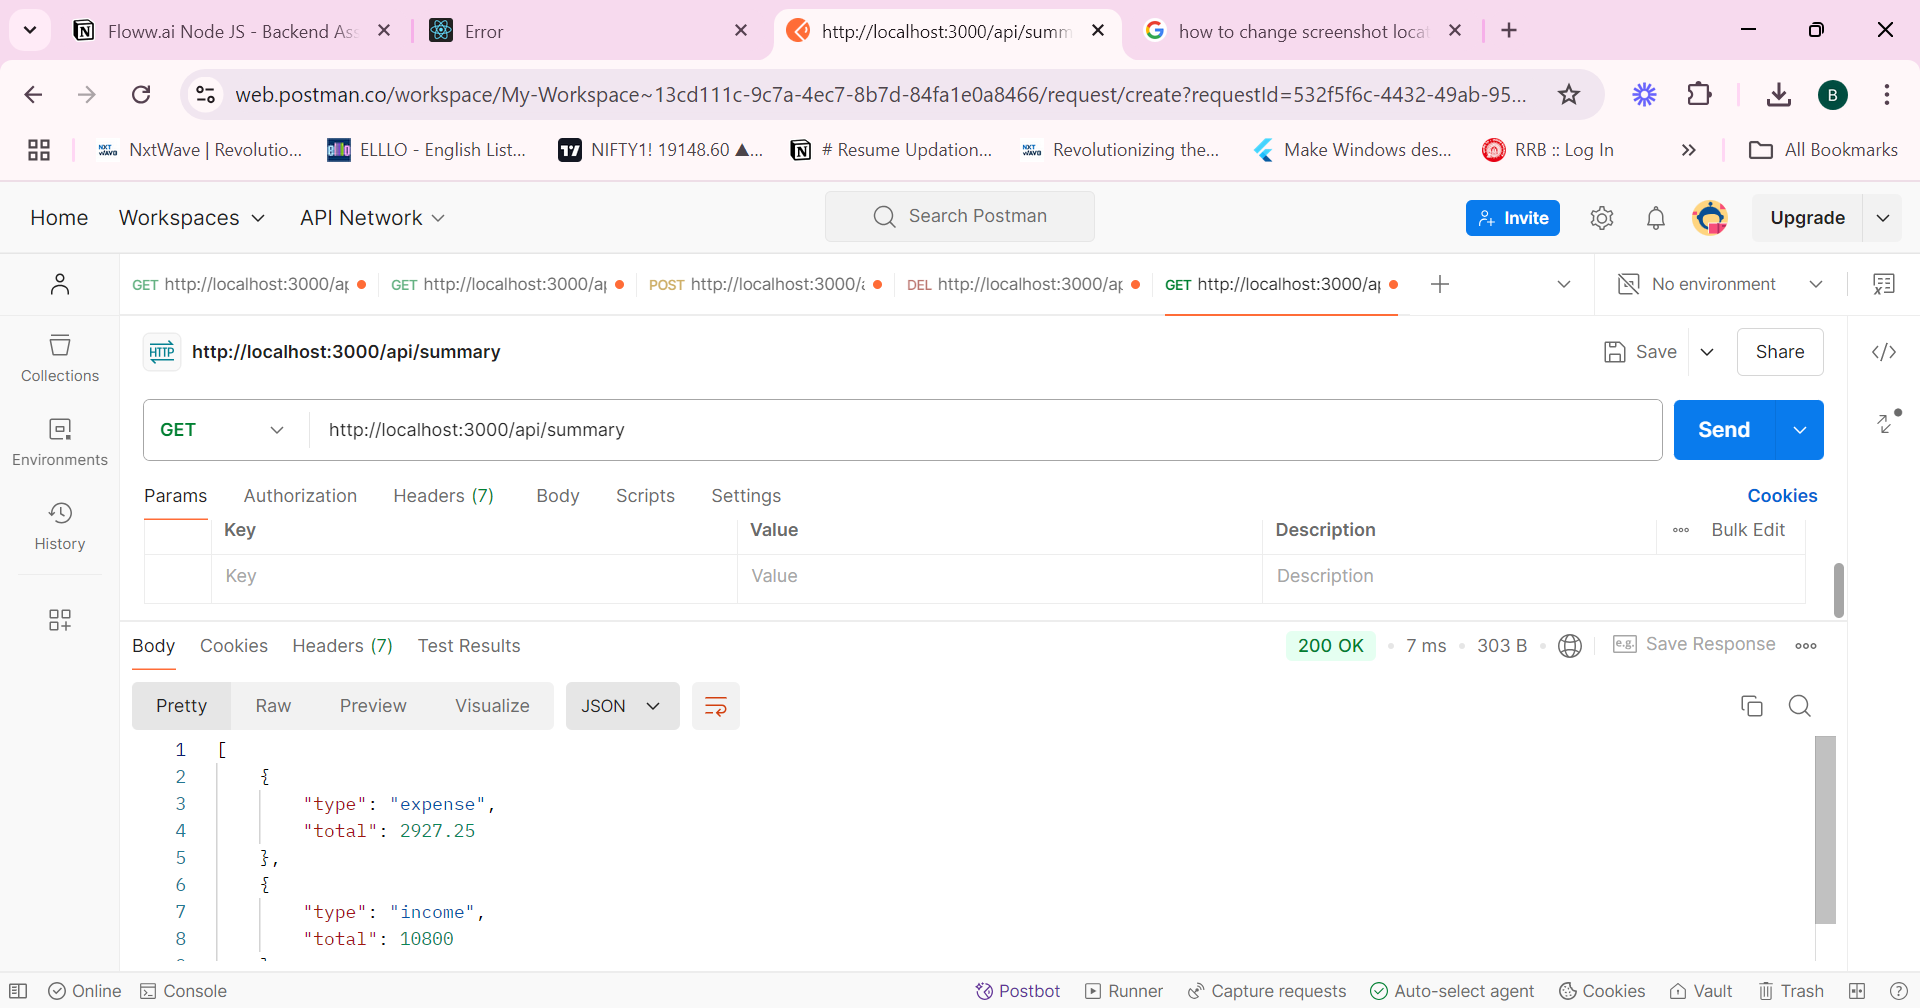 Floww.ai Node JS - Backend Ass
Error
http://localhost:3000/api/summ
how to change screenshot locat
web.postman.co/workspace/My-Workspace~13cd111c-9c7a-4ec7-8b7d-84fa1e0a8466/request/create?requestId=532f5f6c-4432-49ab-95...
B
NXT WAVE NxtWave | Revolutio...
ello ELLLO - English List...
NIFTY1! 19148.60 ▲...
# Resume Updation...
NXT WAVE Revolutionizing the...
Make Windows des...
RRB :: Log In
All Bookmarks
Home
Workspaces
API Network
Search Postman
Invite
Upgrade
GET http://localhost:3000/ap
GET http://localhost:3000/ap
POST http://localhost:3000/a
DEL http://localhost:3000/ap
GET http://localhost:3000/ap
No environment
HTTP http://localhost:3000/api/summary
Save
Share
Collections
Environments
History
GET http://localhost:3000/api/summary
Send
Params Authorization Headers (7) Body Scripts Settings
Cookies
Key Value Description Bulk Edit
Key Value Description
Body Cookies Headers (7) Test Results
200 OK • 7 ms • 303 B
e.g. Save Response
Pretty Raw Preview Visualize JSON
1 [
2 {
3 "type": "expense",
4 "total": 2927.25
5 },
6 {
7 "type": "income",
8 "total": 10800
Online Console
Postbot Runner Capture requests Auto-select agent Cookies Vault Trash